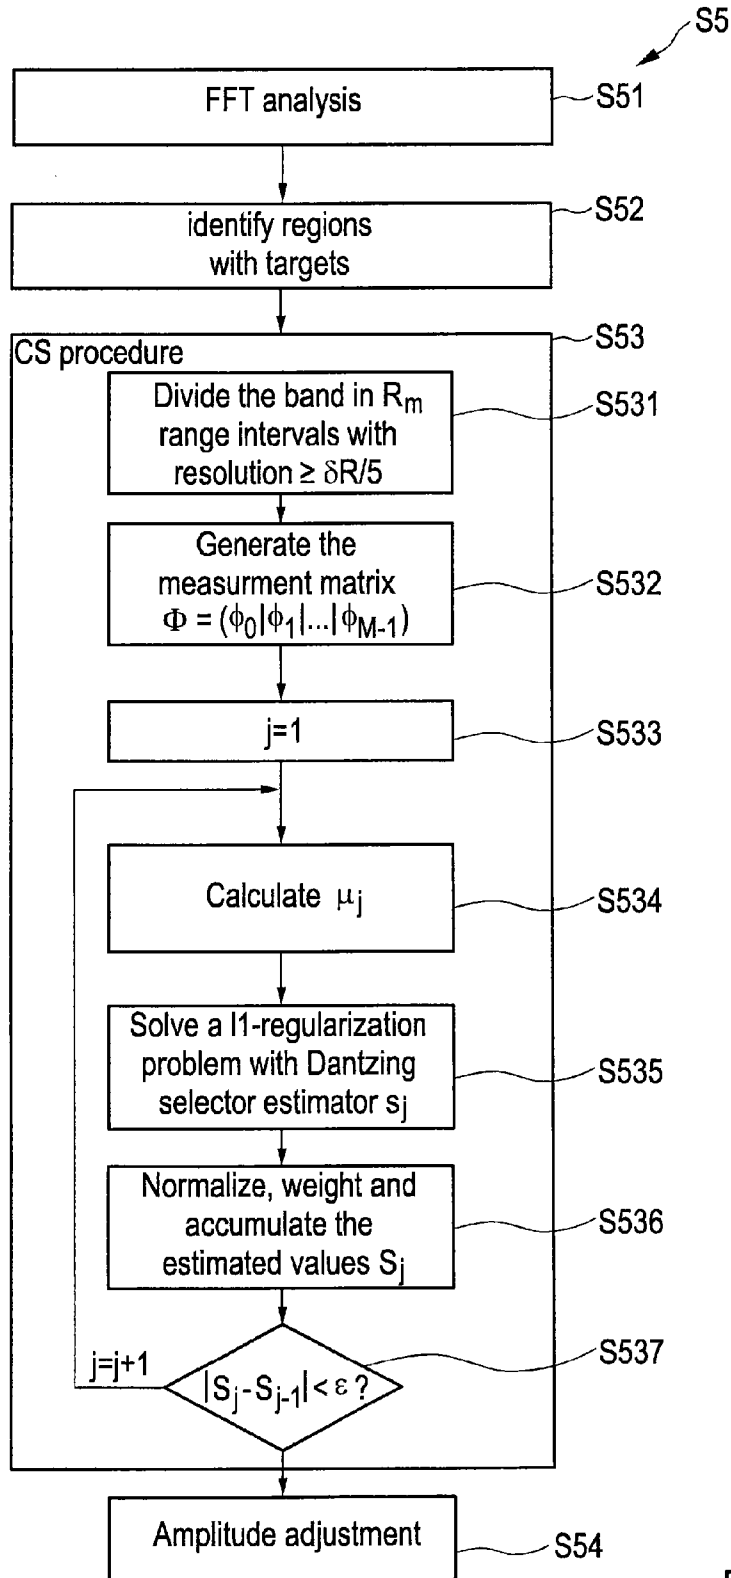 S5
FFT analysis
S51
identify regions
with targets
S52
S53
CS procedure
Divide the band in Rm
range intervals with
resolution ≥ δR/5
S531
Generate the
measurment matrix
Φ = (ϕ0|ϕ1|...|ϕM-1)
S532
j=1
S533
Calculate μj
S534
Solve a l1-regularization
problem with Dantzing
selector estimator sj
S535
Normalize, weight and
accumulate the
estimated values Sj
S536
j=j+1
|Sj-Sj-1| < ε ?
S537
Amplitude adjustment
S54